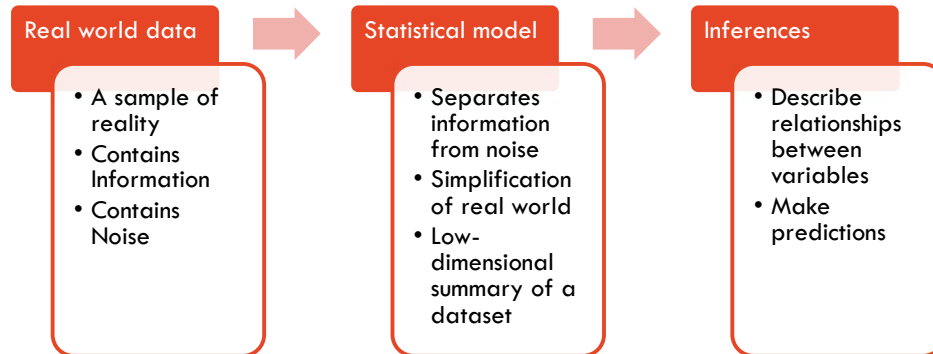 Real world data
• A sample of
reality
• Contains
Information
• Contains
Noise
Statistical model
• Separates
information
from noise
• Simplification
of real world
• Low-
dimensional
summary of a
dataset
Inferences
• Describe
relationships
between
variables
• Make
predictions